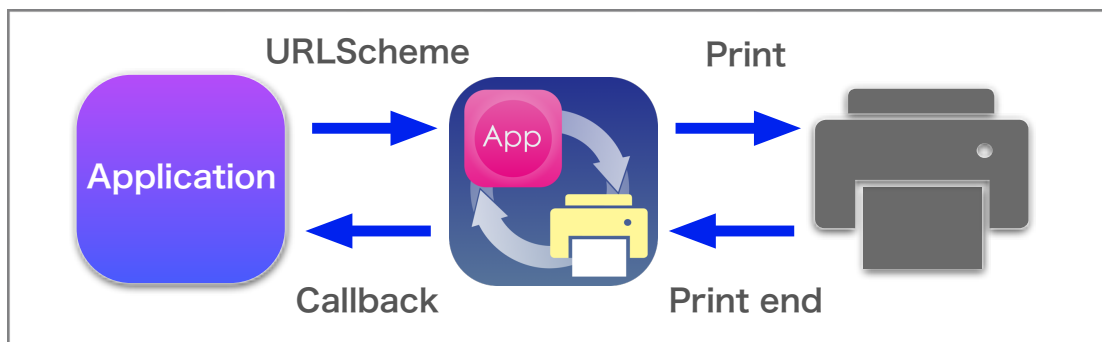 URLScheme
Print
Application
App
Callback
Print end